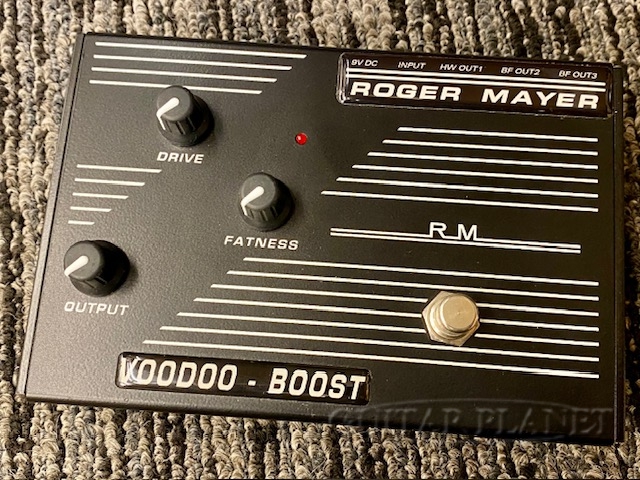 9V DC INPUT HW OUT1 BF OUT2 BF OUT3
ROGER MAYER
DRIVE
FATNESS
RM
OUTPUT
VOODOO - BOOST
GUITAR PLANET